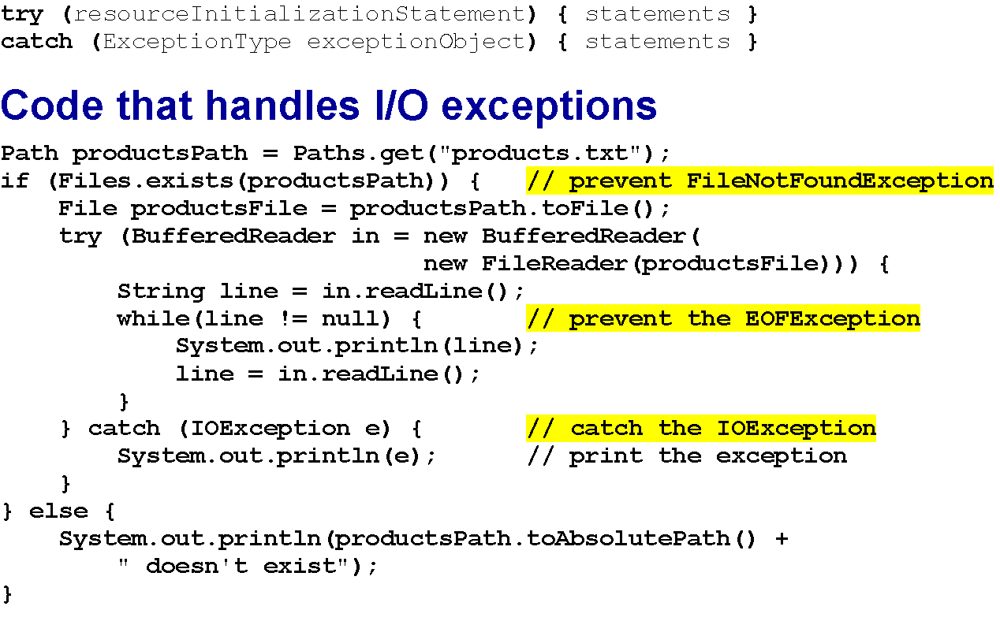 try (resourceInitializationStatement) { statements }
catch (ExceptionType exceptionObject) { statements }
Code that handles I/O exceptions
Path productsPath = Paths.get("products.txt");
if (Files.exists(productsPath)) {   // prevent FileNotFoundException
    File productsFile = productsPath.toFile();
    try (BufferedReader in = new BufferedReader(
                             new FileReader(productsFile))) {
        String line = in.readLine();
        while(line != null) {       // prevent the EOFException
            System.out.println(line);
            line = in.readLine();
        }
    } catch (IOException e) {       // catch the IOException
        System.out.println(e);      // print the exception
    }
} else {
    System.out.println(productsPath.toAbsolutePath() +
        " doesn't exist");
}